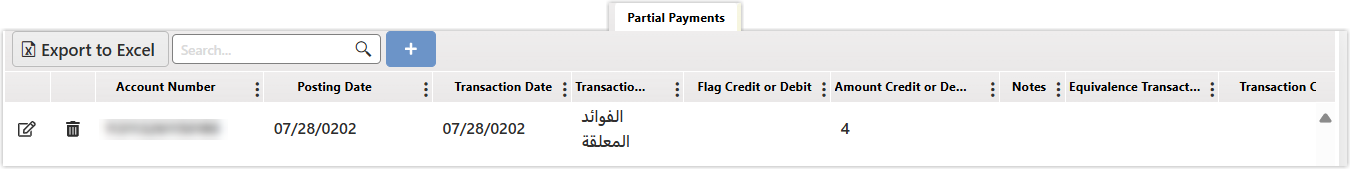 Partial Payments
Export to Excel Search... +
Account Number Posting Date Transaction Date Transactio... Flag Credit or Debit Amount Credit or De... Notes Equivalence Transact... Transaction C
07/28/0202 07/28/0202 الفوائد 4
المعلقة